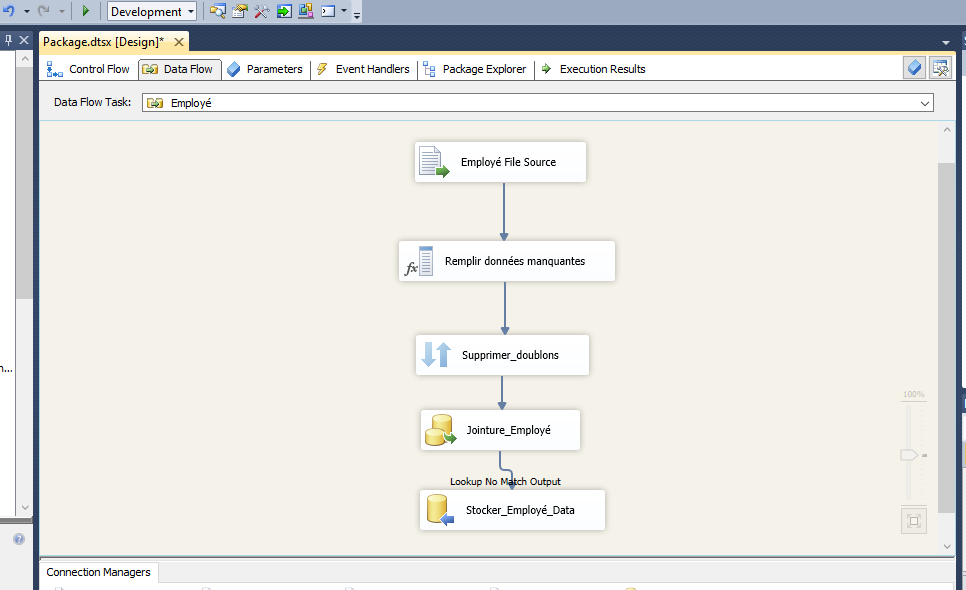 Development
Package.dtsx [Design]*
Control Flow
Data Flow
Parameters
Event Handlers
Package Explorer
Execution Results
Data Flow Task:
Employé
Employé File Source
fx
Remplir données manquantes
Supprimer_doublons
Jointure_Employé
Lookup No Match Output
Stocker_Employé_Data
100%
Connection Managers